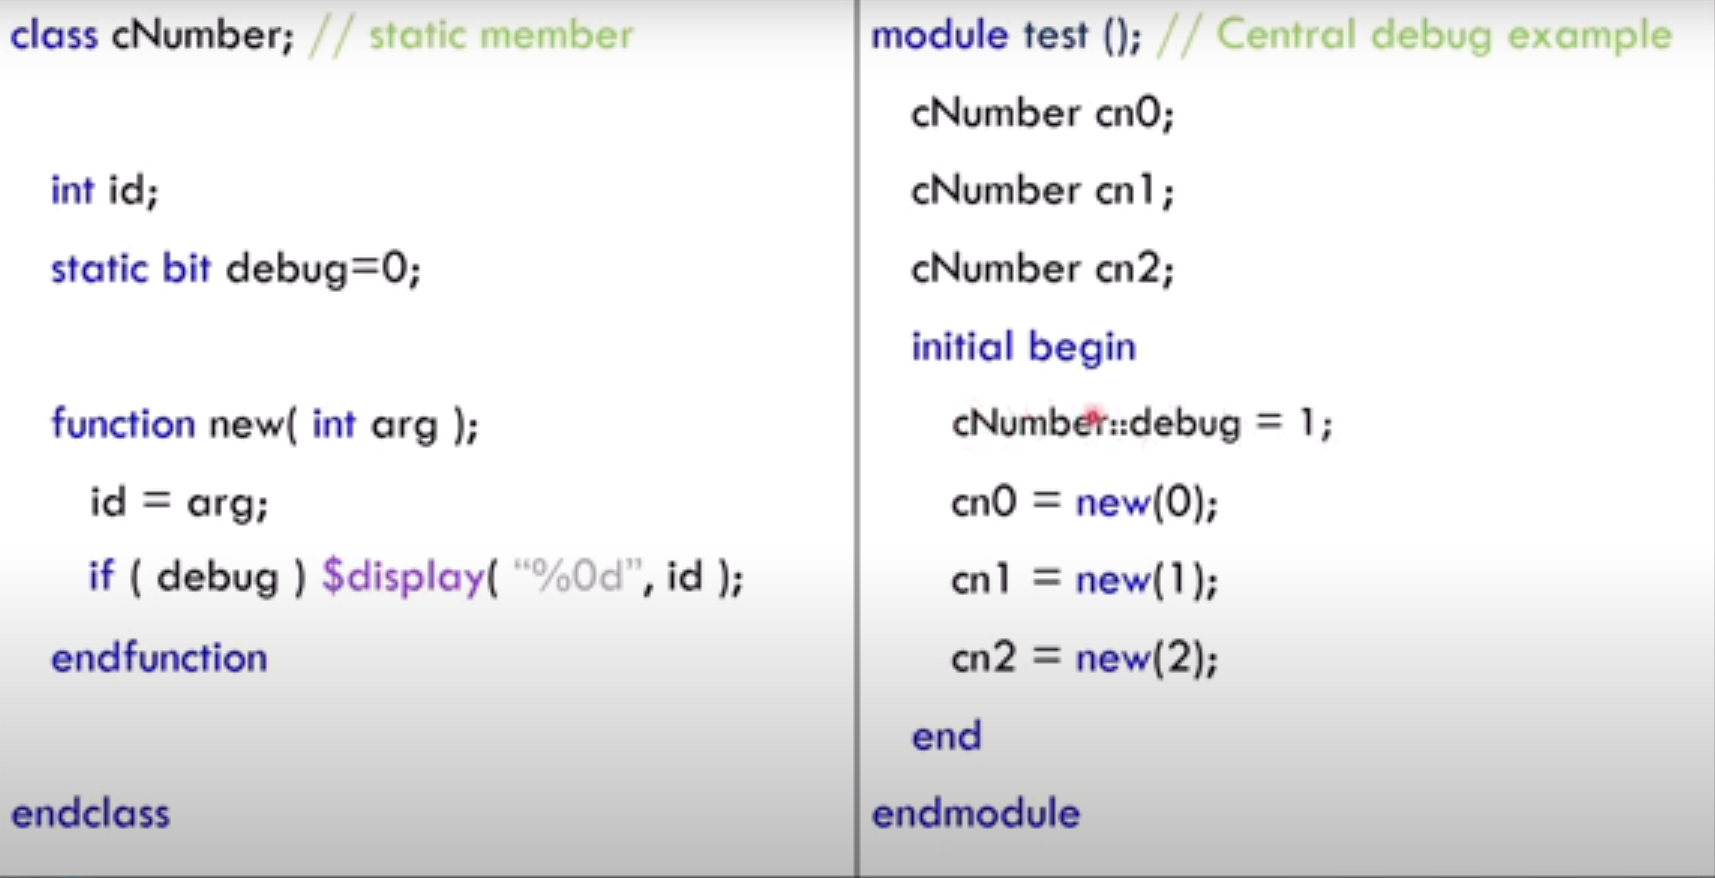 class cNumber; // static member
int id;
static bit debug=0;
function new( int arg );
id = arg;
if ( debug ) $display( “%0d”, id );
endfunction
endclass
module test (); // Central debug example
cNumber cn0;
cNumber cn1;
cNumber cn2;
initial begin
cNumber::debug = 1;
cn0 = new(0);
cn1 = new(1);
cn2 = new(2);
end
endmodule